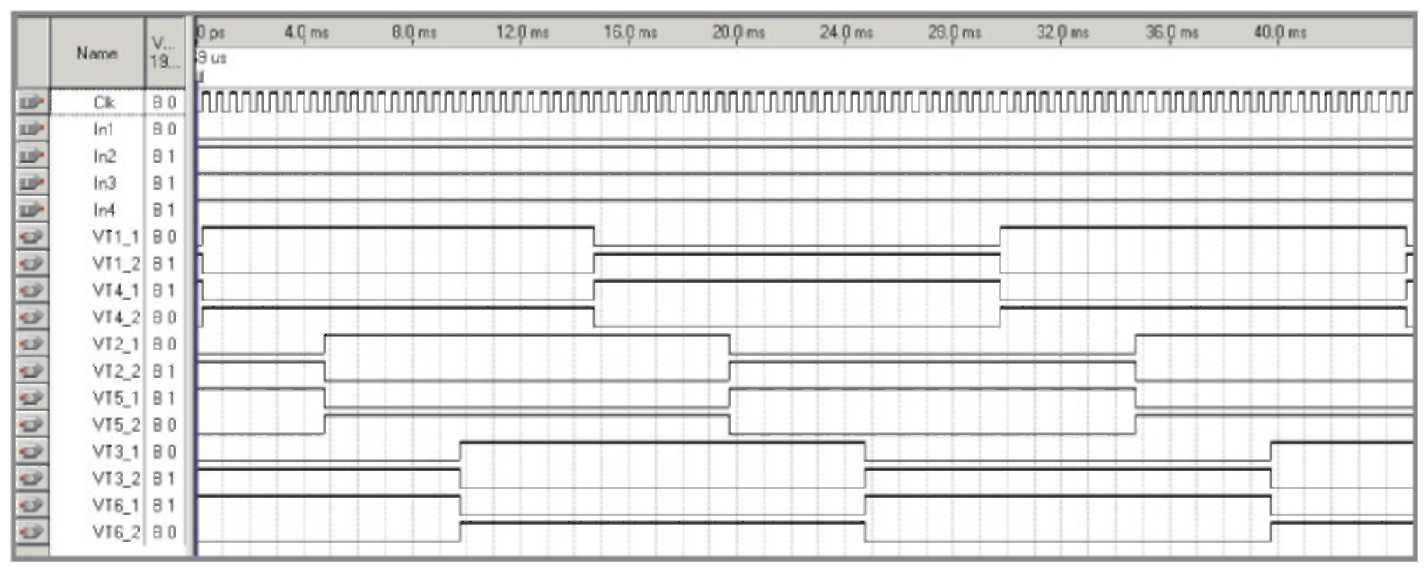 Name V... 19... 0 ps 4.0 ms 8.0 ms 12.0 ms 16.0 ms 20.0 ms 24.0 ms 28.0 ms 32.0 ms 36.0 ms 40.0 ms
9 us
Clk B 0
In1 B 0
In2 B 1
In3 B 1
In4 B 1
VT1_1 B 0
VT1_2 B 1
VT4_1 B 1
VT4_2 B 0
VT2_1 B 0
VT2_2 B 1
VT5_1 B 1
VT5_2 B 0
VT3_1 B 0
VT3_2 B 1
VT6_1 B 1
VT6_2 B 0